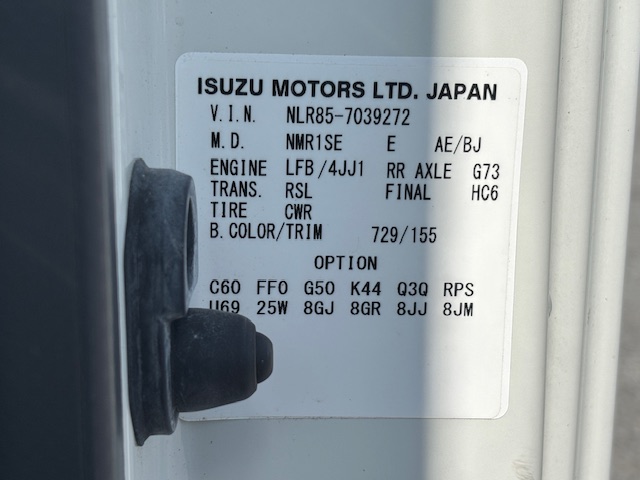 ISUZU MOTORS LTD. JAPAN
V.I.N. NLR85-7039272
M.D. NMR1SE E AE/BJ
ENGINE LFB/4JJ1 RR AXLE G73
TRANS. RSL FINAL HC6
TIRE CWR
B.COLOR/TRIM 729/155
OPTION
C60 FF0 G50 K44 Q3Q RPS
U69 25W 8GJ 8GR 8JJ 8JM